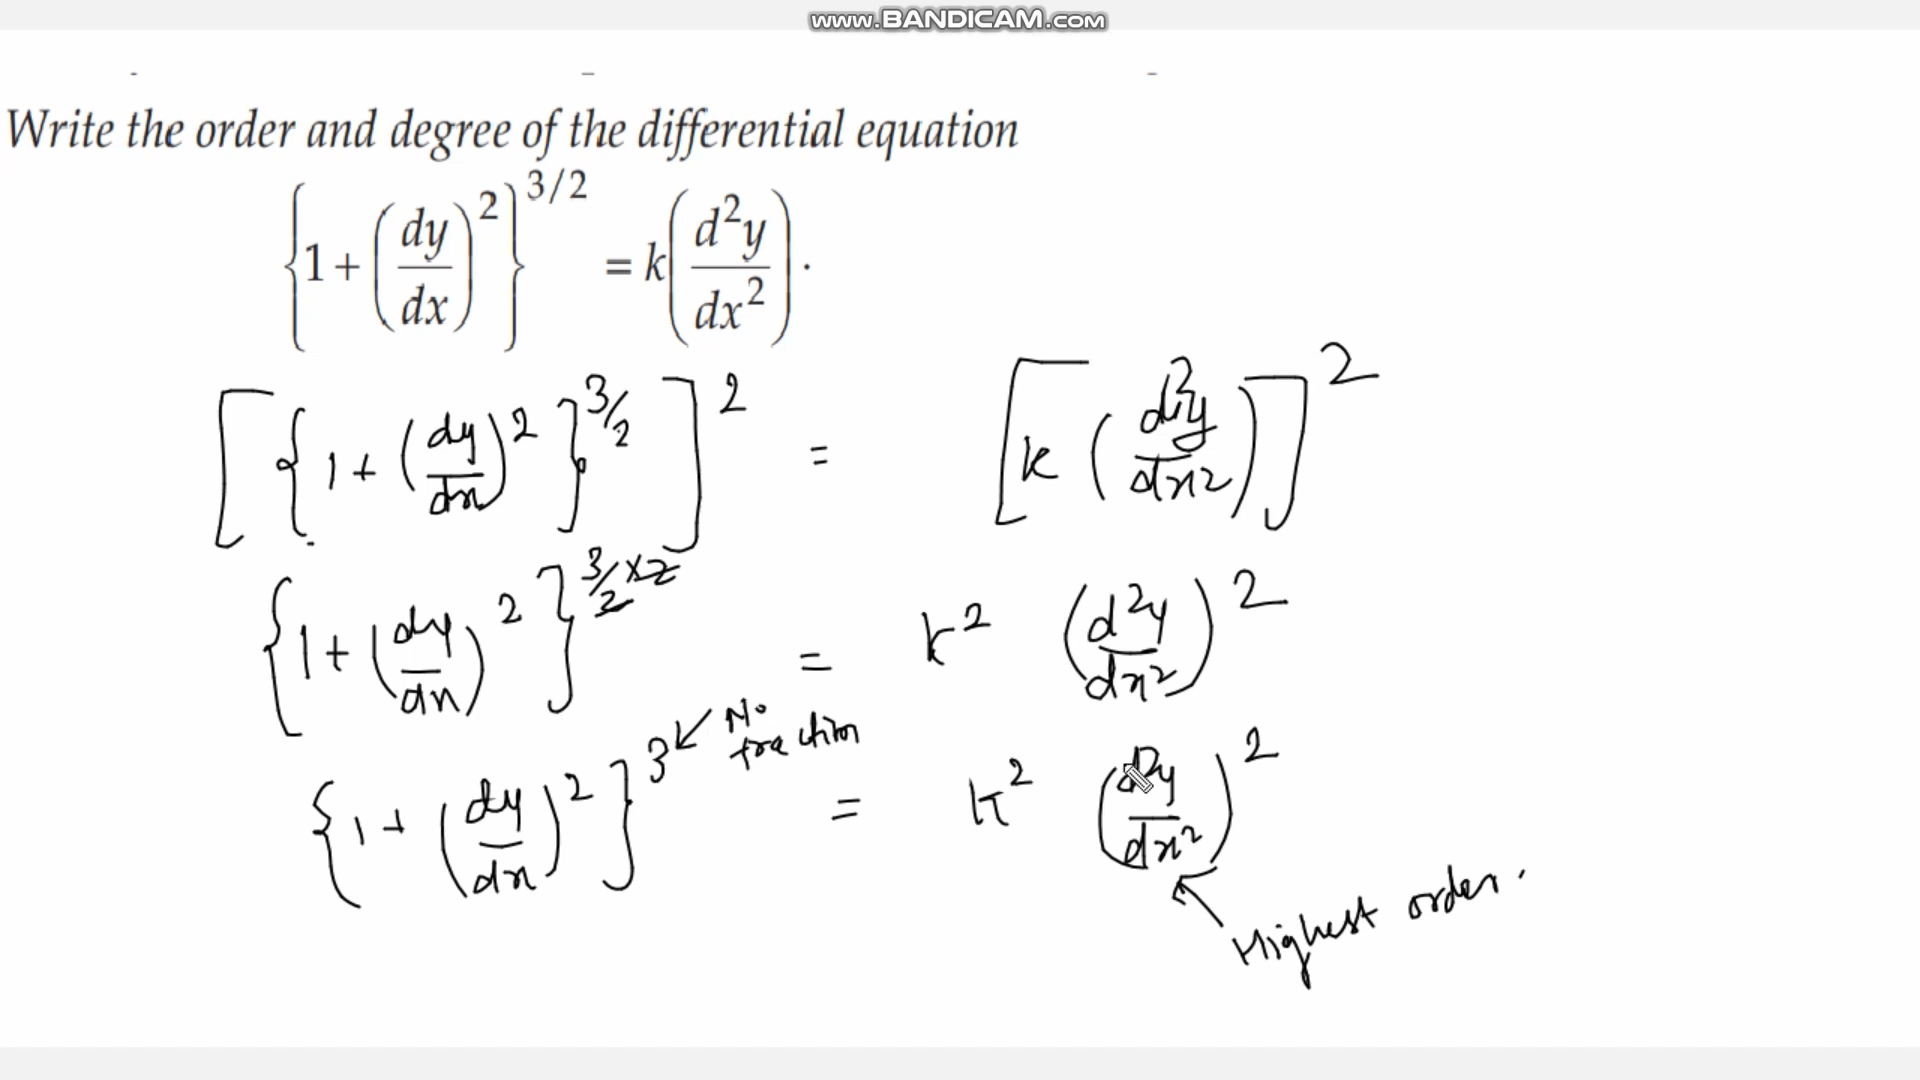 www.BANDICAM.com
Write the order and degree of the differential equation
{1+(dy/dx)^2}^3/2 = k(d^2y/dx^2).
[{1+(dy/dx)^2}^3/2]^2 = [k(d^2y/dx^2)]^2
{1+(dy/dx)^2}^3/2×2 = k^2 (d^2y/dx^2)^2
{1+(dy/dx)^2}^3 ↙ No fraction = k^2 (d^2y/dx^2)^2
Highest order.